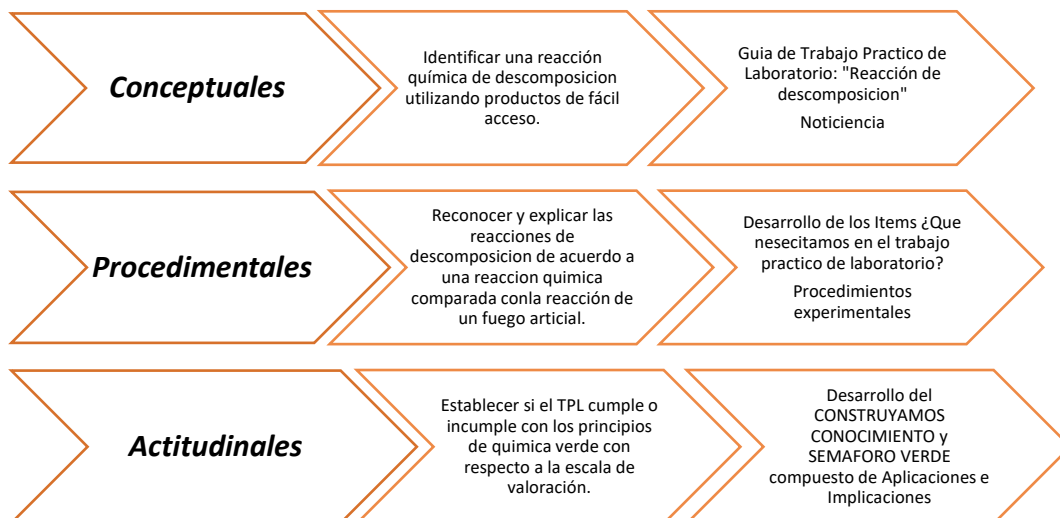 Conceptuales
Identificar una reacción
química de descomposicion
utilizando productos de fácil
acceso.
Guia de Trabajo Practico de
Laboratorio: "Reacción de
descomposicion"
Noticiencia
Procedimentales
Reconocer y explicar las
reacciones de
descomposicion de acuerdo a
una reaccion quimica
comparada conla reacción de
un fuego articial.
Desarrollo de los Items ¿Que
nesecitamos en el trabajo
practico de laboratorio?
Procedimientos
experimentales
Actitudinales
Establecer si el TPL cumple o
incumple con los principios
de quimica verde con
respecto a la escala de
valoración.
Desarrollo del
CONSTRUYAMOS
CONOCIMIENTO y
SEMAFORO VERDE
compuesto de Aplicaciones e
Implicaciones